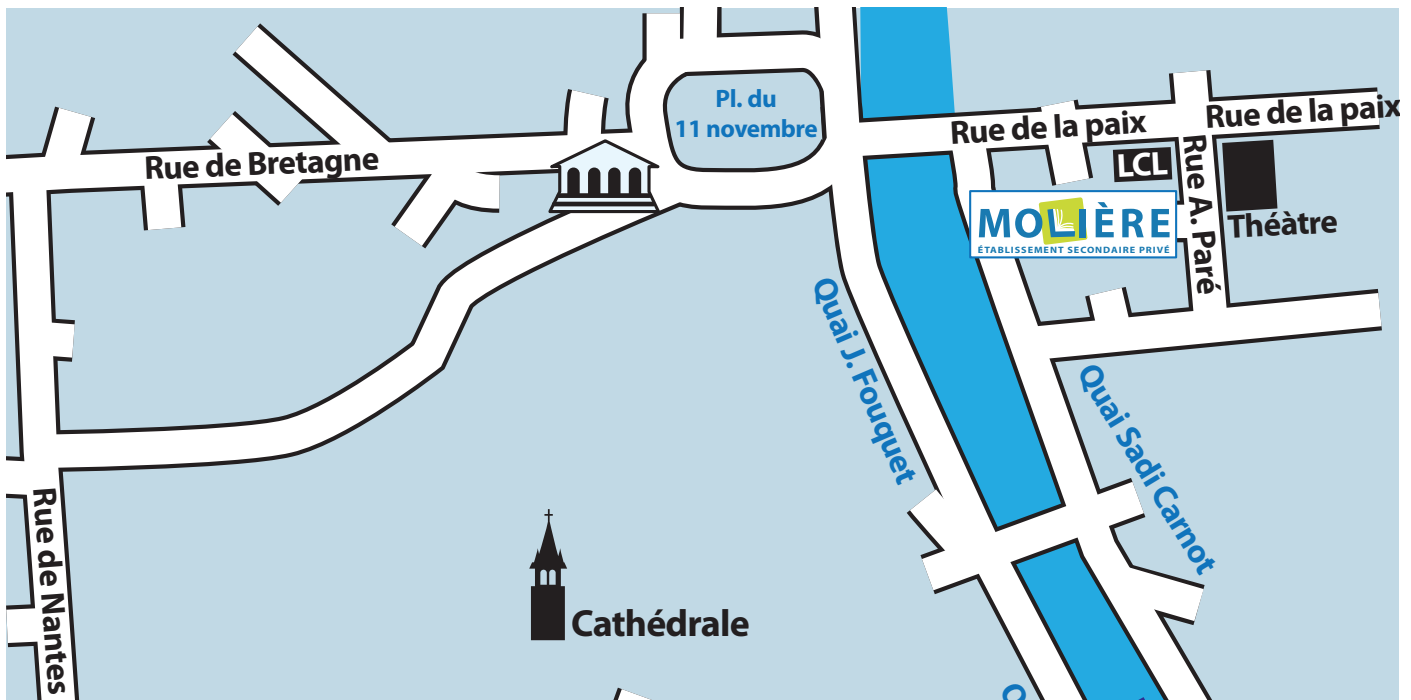 Pl. du
11 novembre
Rue de la paix
Rue de la paix
Rue de Bretagne
LCL
Rue A. Paré
MOLIÈRE
ÉTABLISSEMENT SECONDAIRE PRIVÉ
Théàtre
Quai J. Fouquet
Quai Sadi Carnot
Rue de Nantes
Cathédrale